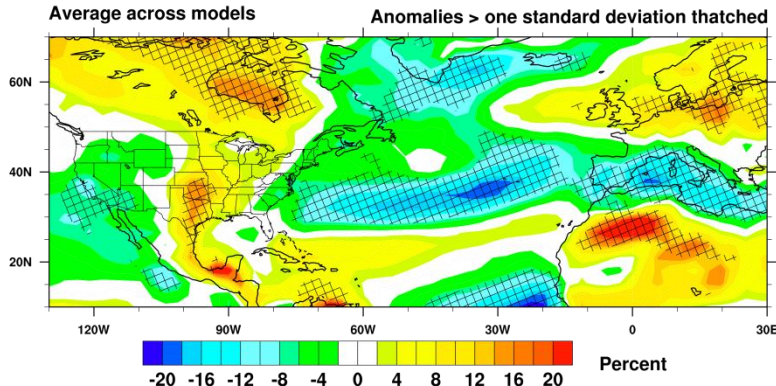 Average across models Anomalies > one standard deviation thatched
60N
40N
20N
120W 90W 60W 30W 0 30E
-20 -16 -12 -8 -4 0 4 8 12 16 20 Percent